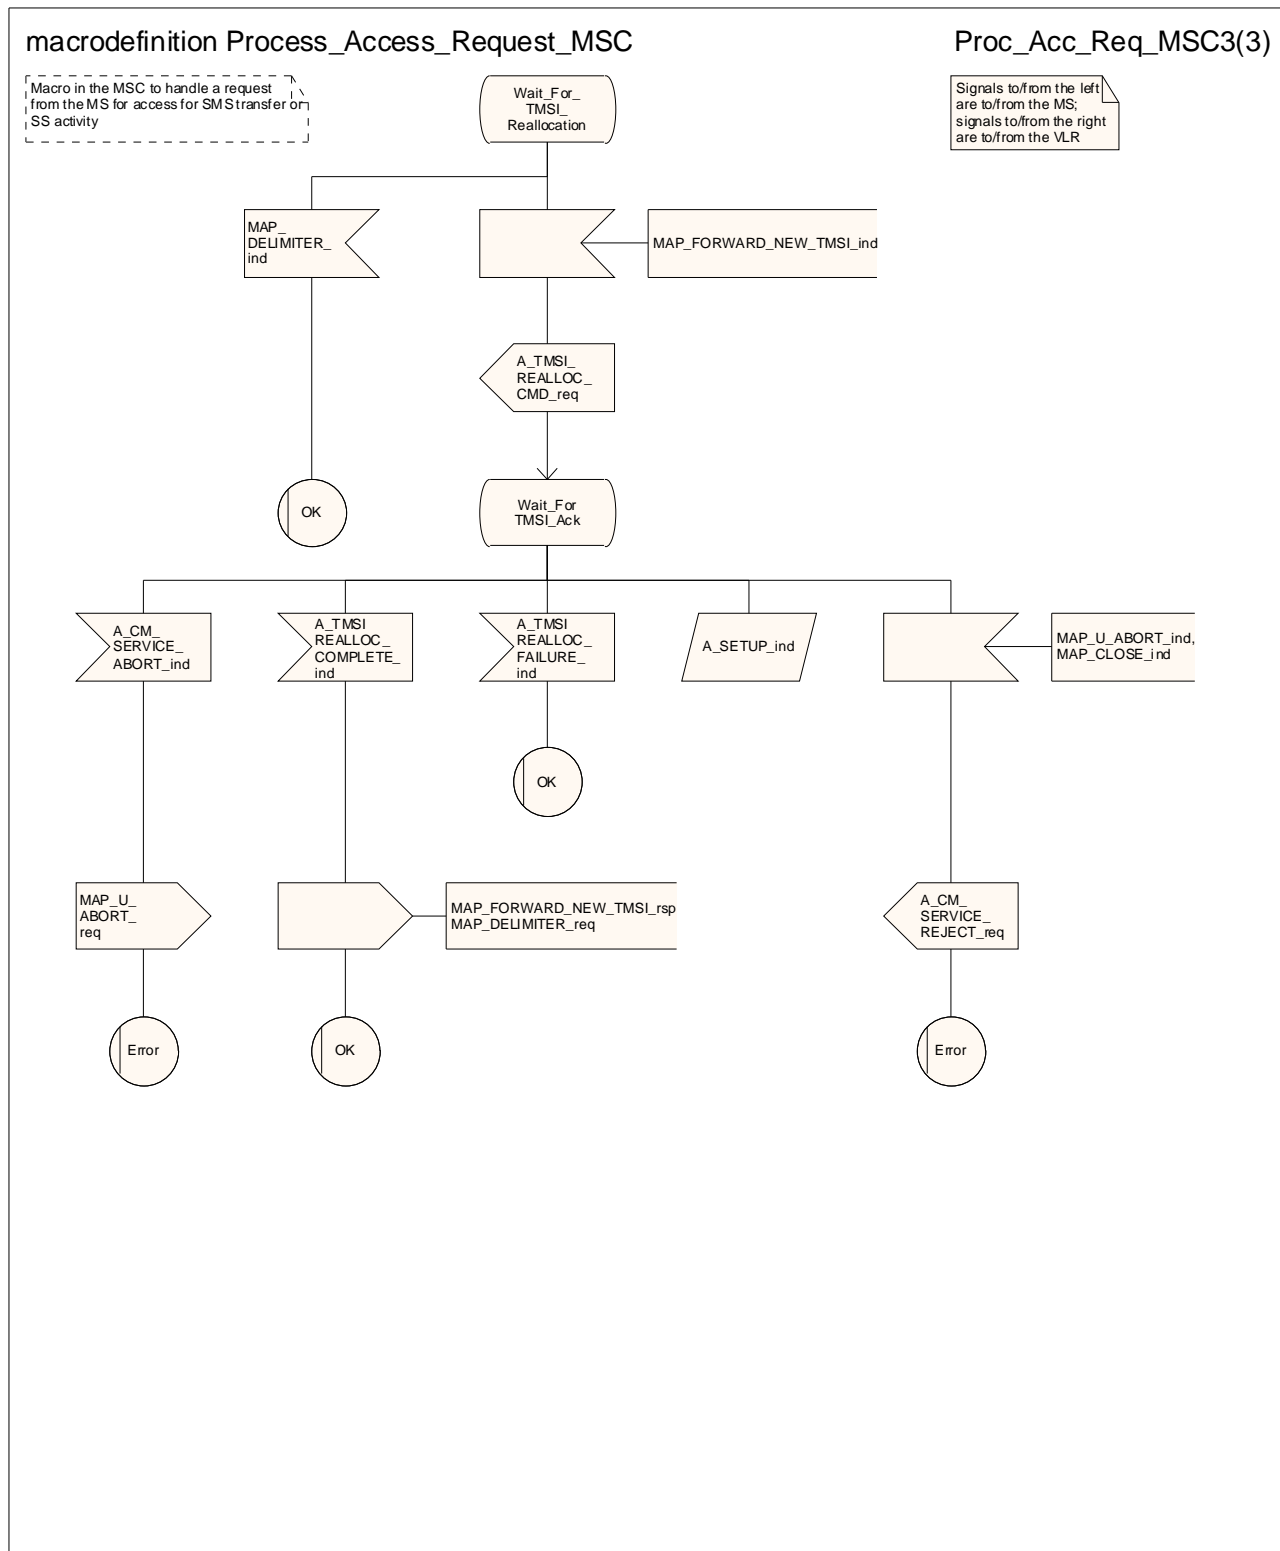 macrodefinition Process_Access_Request_MSC
Proc_Acc_Req_MSC3(3)
Macro in the MSC to handle a request
from the MS for access for SMS transfer or
SS activity
Wait_For_
TMSI_
Reallocation
Signals to/from the left
are to/from the MS;
signals to/from the right
are to/from the VLR
MAP_
DELIMITER_
ind
MAP_FORWARD_NEW_TMSI_ind
A_TMSI_
REALLOC_
CMD_req
OK
Wait_For
TMSI_Ack
A_CM_
SERVICE_
ABORT_ind
A_TMSI
REALLOC_
COMPLETE_
ind
A_TMSI
REALLOC_
FAILURE_
ind
A_SETUP_ind
MAP_U_ABORT_ind,
MAP_CLOSE_ind
OK
MAP_U_
ABORT_
req
MAP_FORWARD_NEW_TMSI_rsp
MAP_DELIMITER_req
A_CM_
SERVICE_
REJECT_req
Error
OK
Error